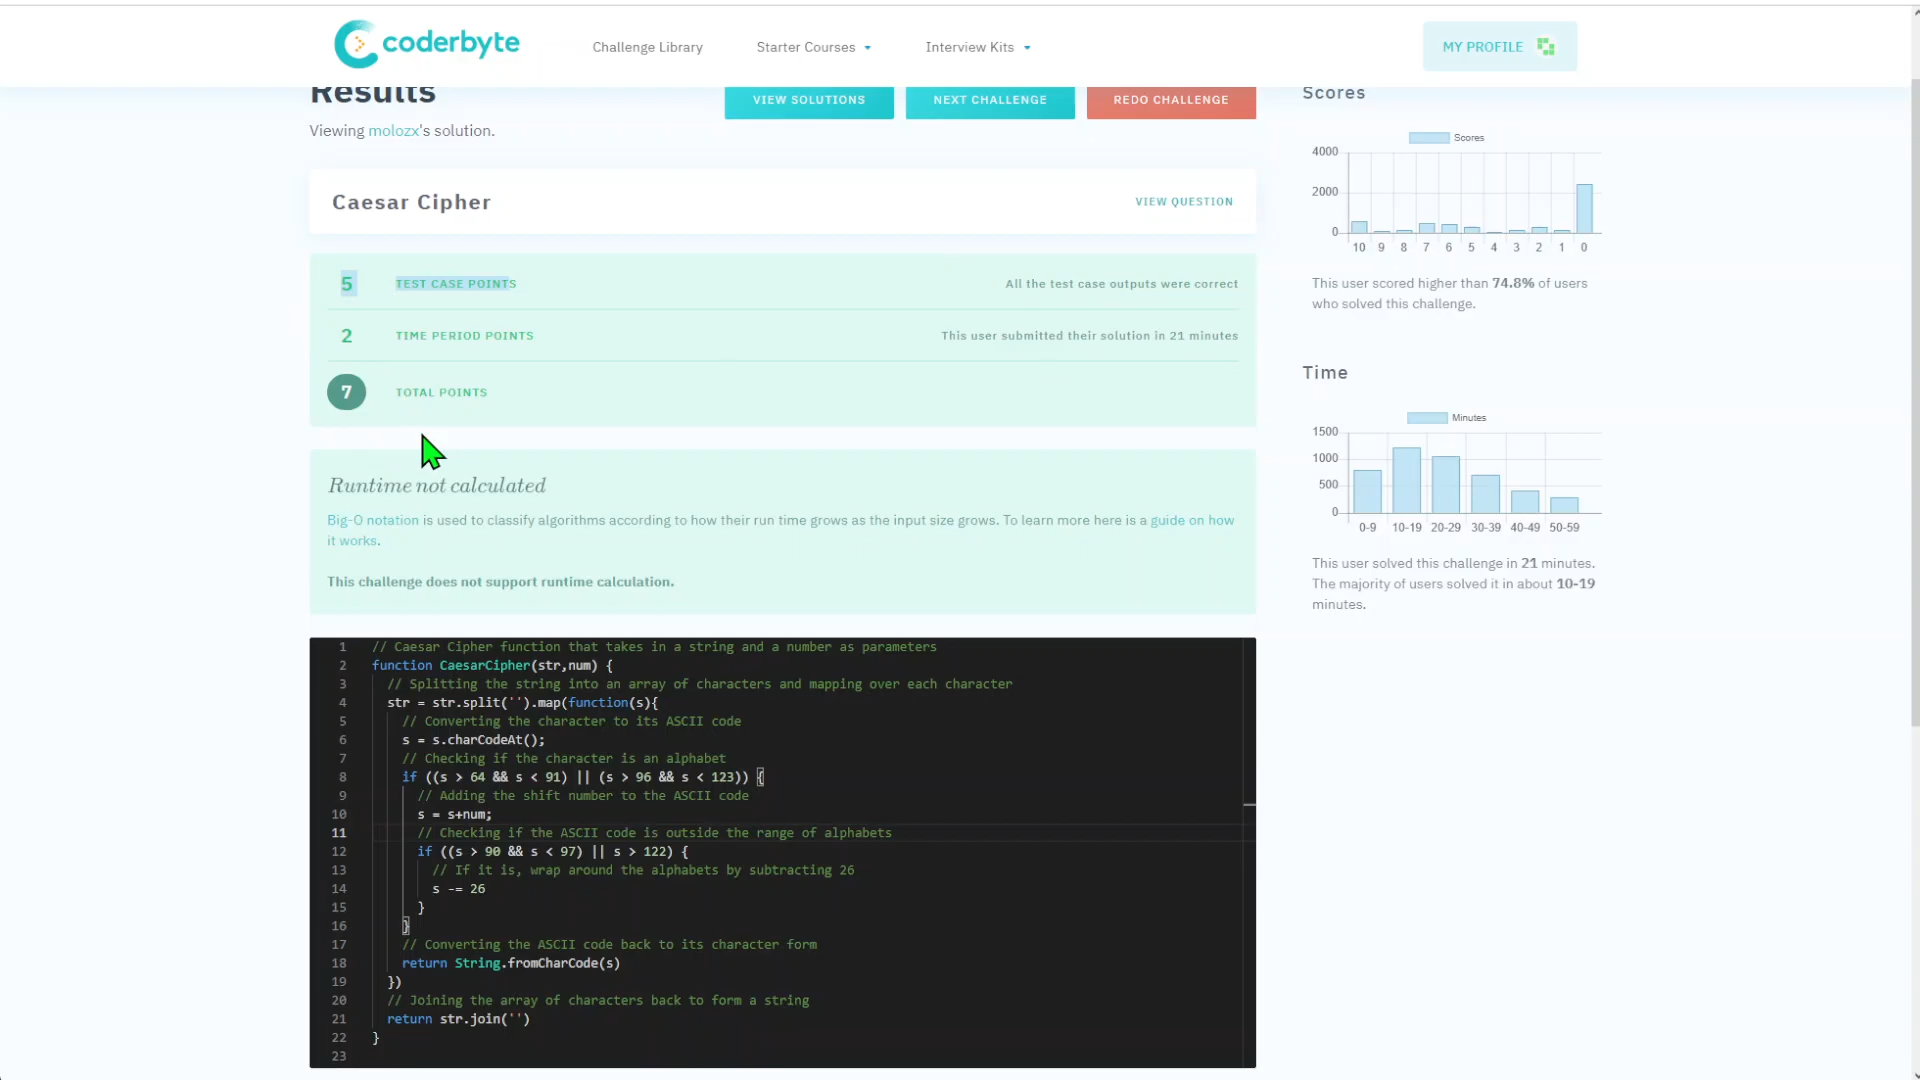 coderbyte
Challenge Library
Starter Courses
Interview Kits
MY PROFILE
Results
VIEW SOLUTIONS
NEXT CHALLENGE
REDO CHALLENGE
Viewing molozx's solution.
Caesar Cipher
VIEW QUESTION
5 TEST CASE POINTS All the test case outputs were correct
2 TIME PERIOD POINTS This user submitted their solution in 21 minutes
7 TOTAL POINTS
Runtime not calculated
Big-O notation is used to classify algorithms according to how their run time grows as the input size grows. To learn more here is a guide on how
it works.
This challenge does not support runtime calculation.
1 // Caesar Cipher function that takes in a string and a number as parameters
2 function CaesarCipher(str,num) {
3 // Splitting the string into an array of characters and mapping over each character
4 str = str.split('').map(function(s){
5 // Converting the character to its ASCII code
6 s = s.charCodeAt();
7 // Checking if the character is an alphabet
8 if ((s > 64 && s < 91) || (s > 96 && s < 123)) {
9 // Adding the shift number to the ASCII code
10 s = s+num;
11 // Checking if the ASCII code is outside the range of alphabets
12 if ((s > 90 && s < 97) || s > 122) {
13 // If it is, wrap around the alphabets by subtracting 26
14 s -= 26
15 }
16 }
17 // Converting the ASCII code back to its character form
18 return String.fromCharCode(s)
19 })
20 // Joining the array of characters back to form a string
21 return str.join('')
22 }
23
Scores
Scores
4000
2000
0
10 9 8 7 6 5 4 3 2 1 0
This user scored higher than 74.8% of users
who solved this challenge.
Time
Minutes
1500
1000
500
0
0-9 10-19 20-29 30-39 40-49 50-59
This user solved this challenge in 21 minutes.
The majority of users solved it in about 10-19
minutes.